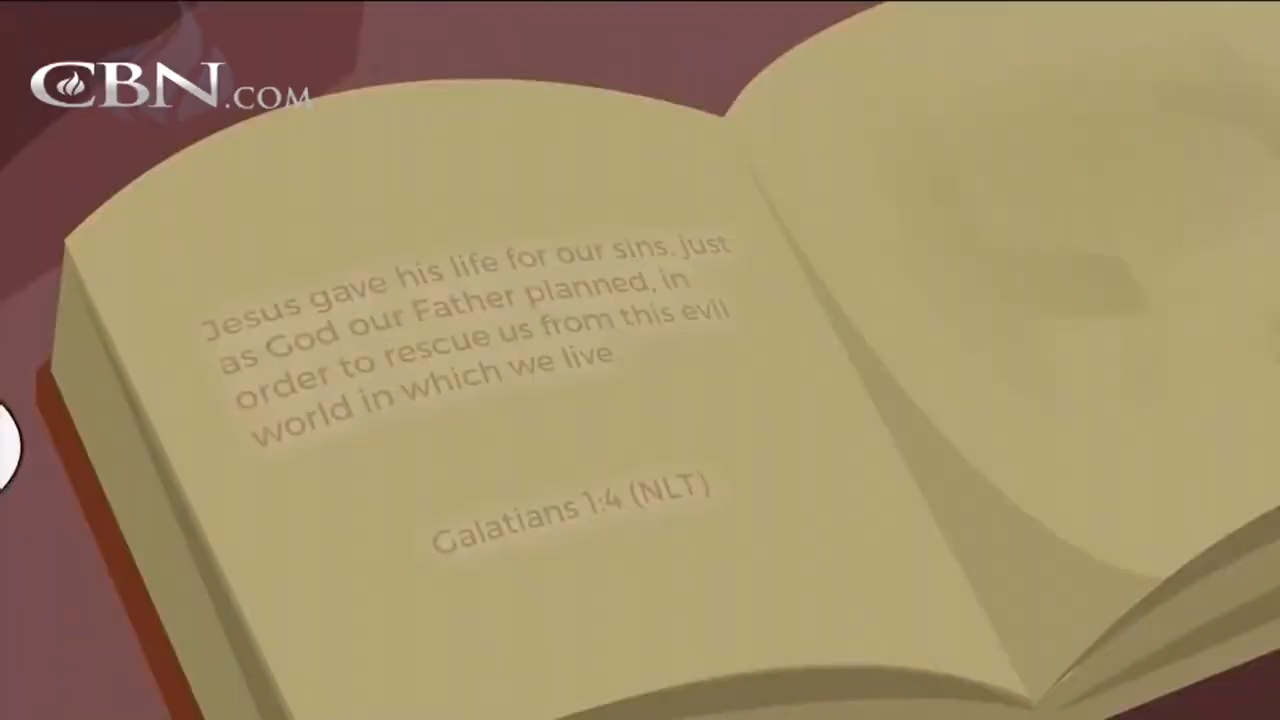 CBN.COM
Jesus gave his life for our sins, just
as God our Father planned, in
order to rescue us from this evil
world in which we live
Galatians 1:4 (NLT)